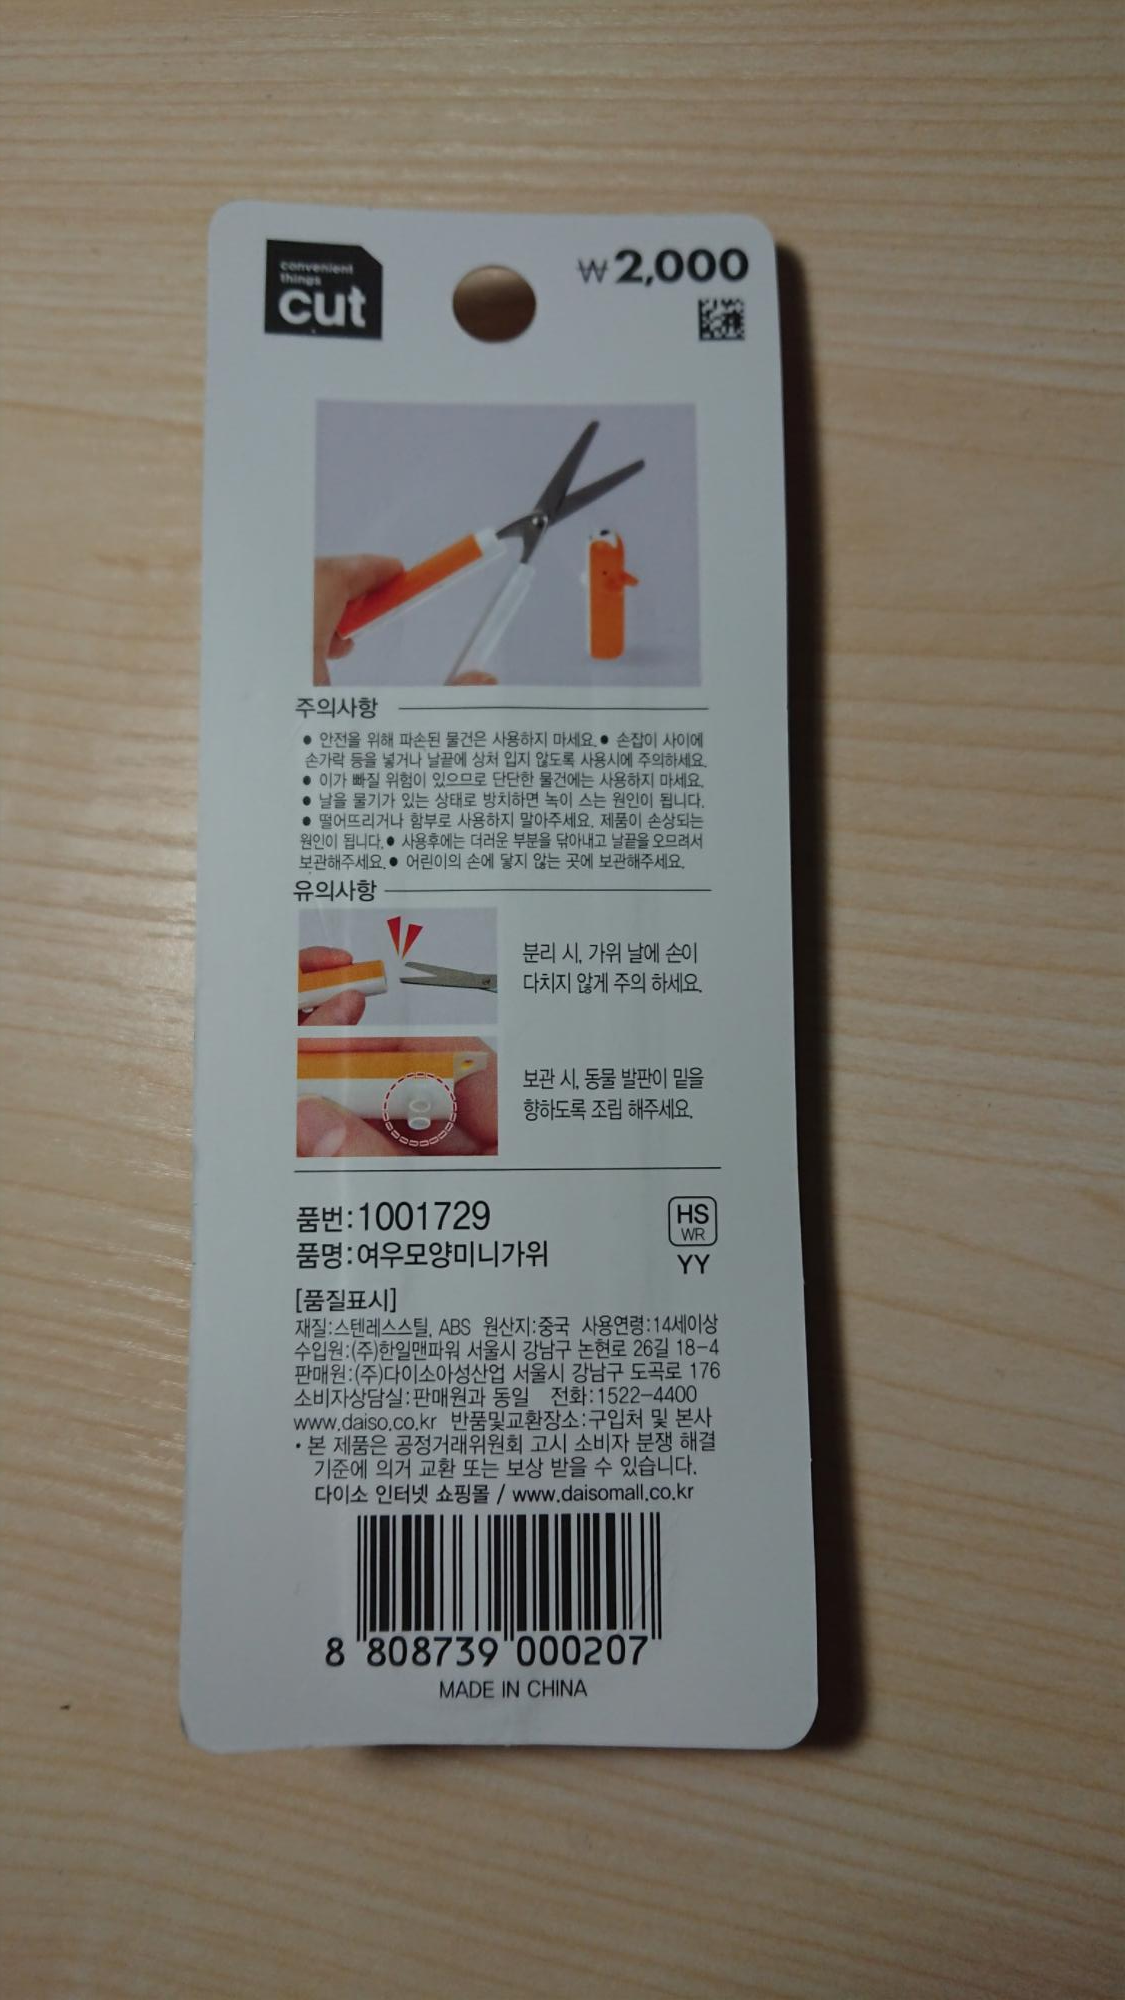 convenient
things
cut
₩2,000
주의사항
● 안전을 위해 파손된 물건은 사용하지 마세요.● 손잡이 사이에
손가락 등을 넣거나 날끝에 상처 입지 않도록 사용시에 주의하세요.
● 이가 빠질 위험이 있으므로 단단한 물건에는 사용하지 마세요.
● 날을 물기가 있는 상태로 방치하면 녹이 스는 원인이 됩니다.
● 떨어뜨리거나 함부로 사용하지 말아주세요. 제품이 손상되는
원인이 됩니다.● 사용후에는 더러운 부분을 닦아내고 날끝을 오므려서
보관해주세요.● 어린이의 손에 닿지 않는 곳에 보관해주세요.
유의사항
분리 시, 가위 날에 손이
다치지 않게 주의 하세요.
보관 시, 동물 발판이 밑을
향하도록 조립 해주세요.
품번:1001729
품명:여우모양미니가위
HS
WR
YY
[품질표시]
재질:스텐레스스틸, ABS 원산지:중국 사용연령:14세이상
수입원:(주)한일맨파워 서울시 강남구 논현로 26길 18-4
판매원:(주)다이소아성산업 서울시 강남구 도곡로 176
소비자상담실:판매원과 동일 전화:1522-4400
www.daiso.co.kr 반품및교환장소:구입처 및 본사
• 본 제품은 공정거래위원회 고시 소비자 분쟁 해결
기준에 의거 교환 또는 보상 받을 수 있습니다.
다이소 인터넷 쇼핑몰 / www.daisomall.co.kr
8 808739 000207
MADE IN CHINA